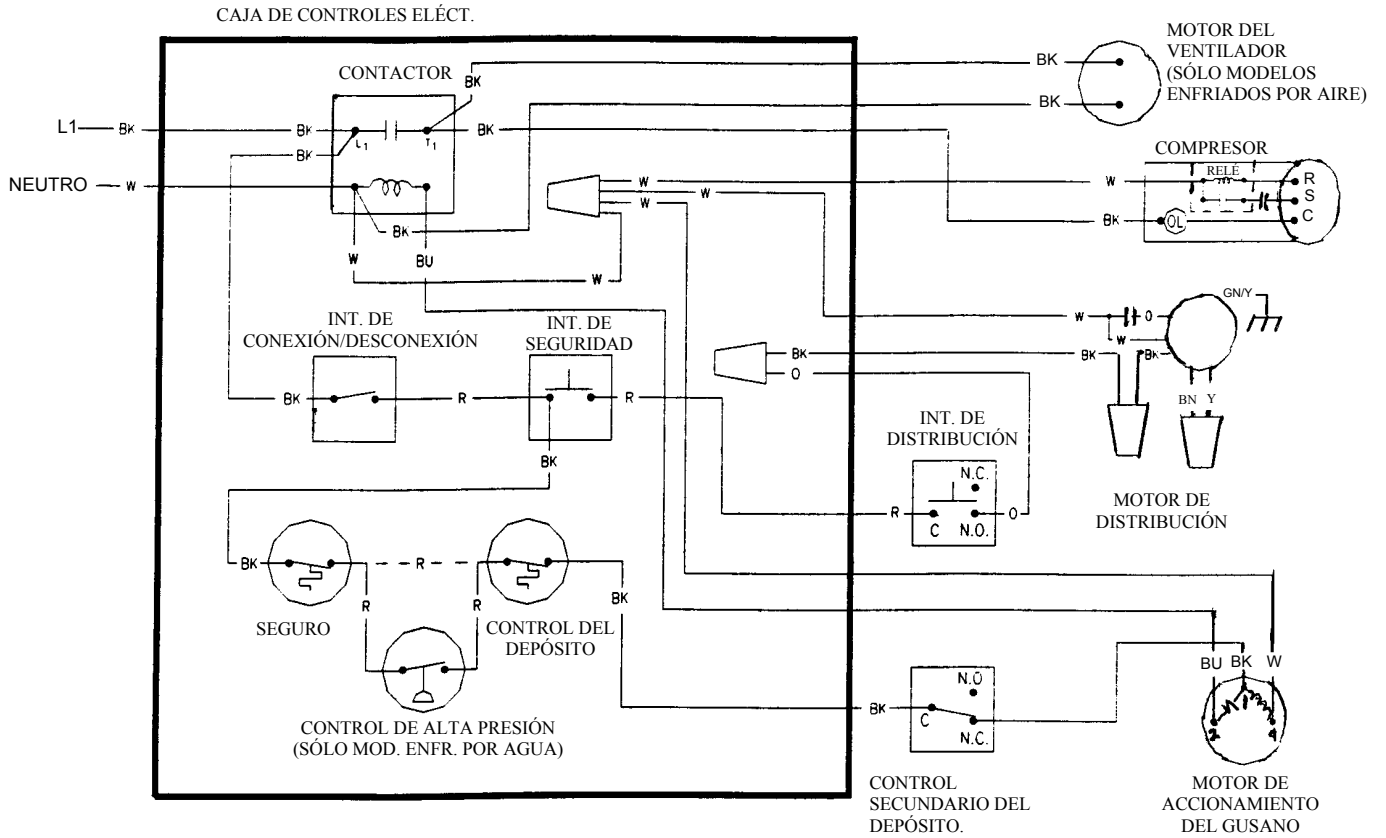 CAJA DE CONTROLES ELÉCT.
MOTOR DEL
VENTILADOR
(SÓLO MODELOS
ENFRIADOS POR AIRE)
BK
BK
BK
CONTACTOR
L1
BK
BK
L1
T1
BK
BK
NEUTRO
W
BK
W
BU
W
W
W
W
COMPRESOR
RELÉ
W
R
S
C
BK
OL
INT. DE
CONEXIÓN/DESCONEXIÓN
BK
R
INT. DE
SEGURIDAD
R
BK
BK
O
GN/Y
W
O
W
BK
BK
BN
Y
MOTOR DE
DISTRIBUCIÓN
INT. DE
DISTRIBUCIÓN
N.C.
R
C
N.O.
O
BK
R
R
R
BK
SEGURO
CONTROL DEL
DEPÓSITO
CONTROL DE ALTA PRESIÓN
(SÓLO MOD. ENFR. POR AGUA)
BK
N.O
C
N.C.
CONTROL
SECUNDARIO DEL
DEPÓSITO.
BU
BK
W
1
2
4
MOTOR DE
ACCIONAMIENTO
DEL GUSANO